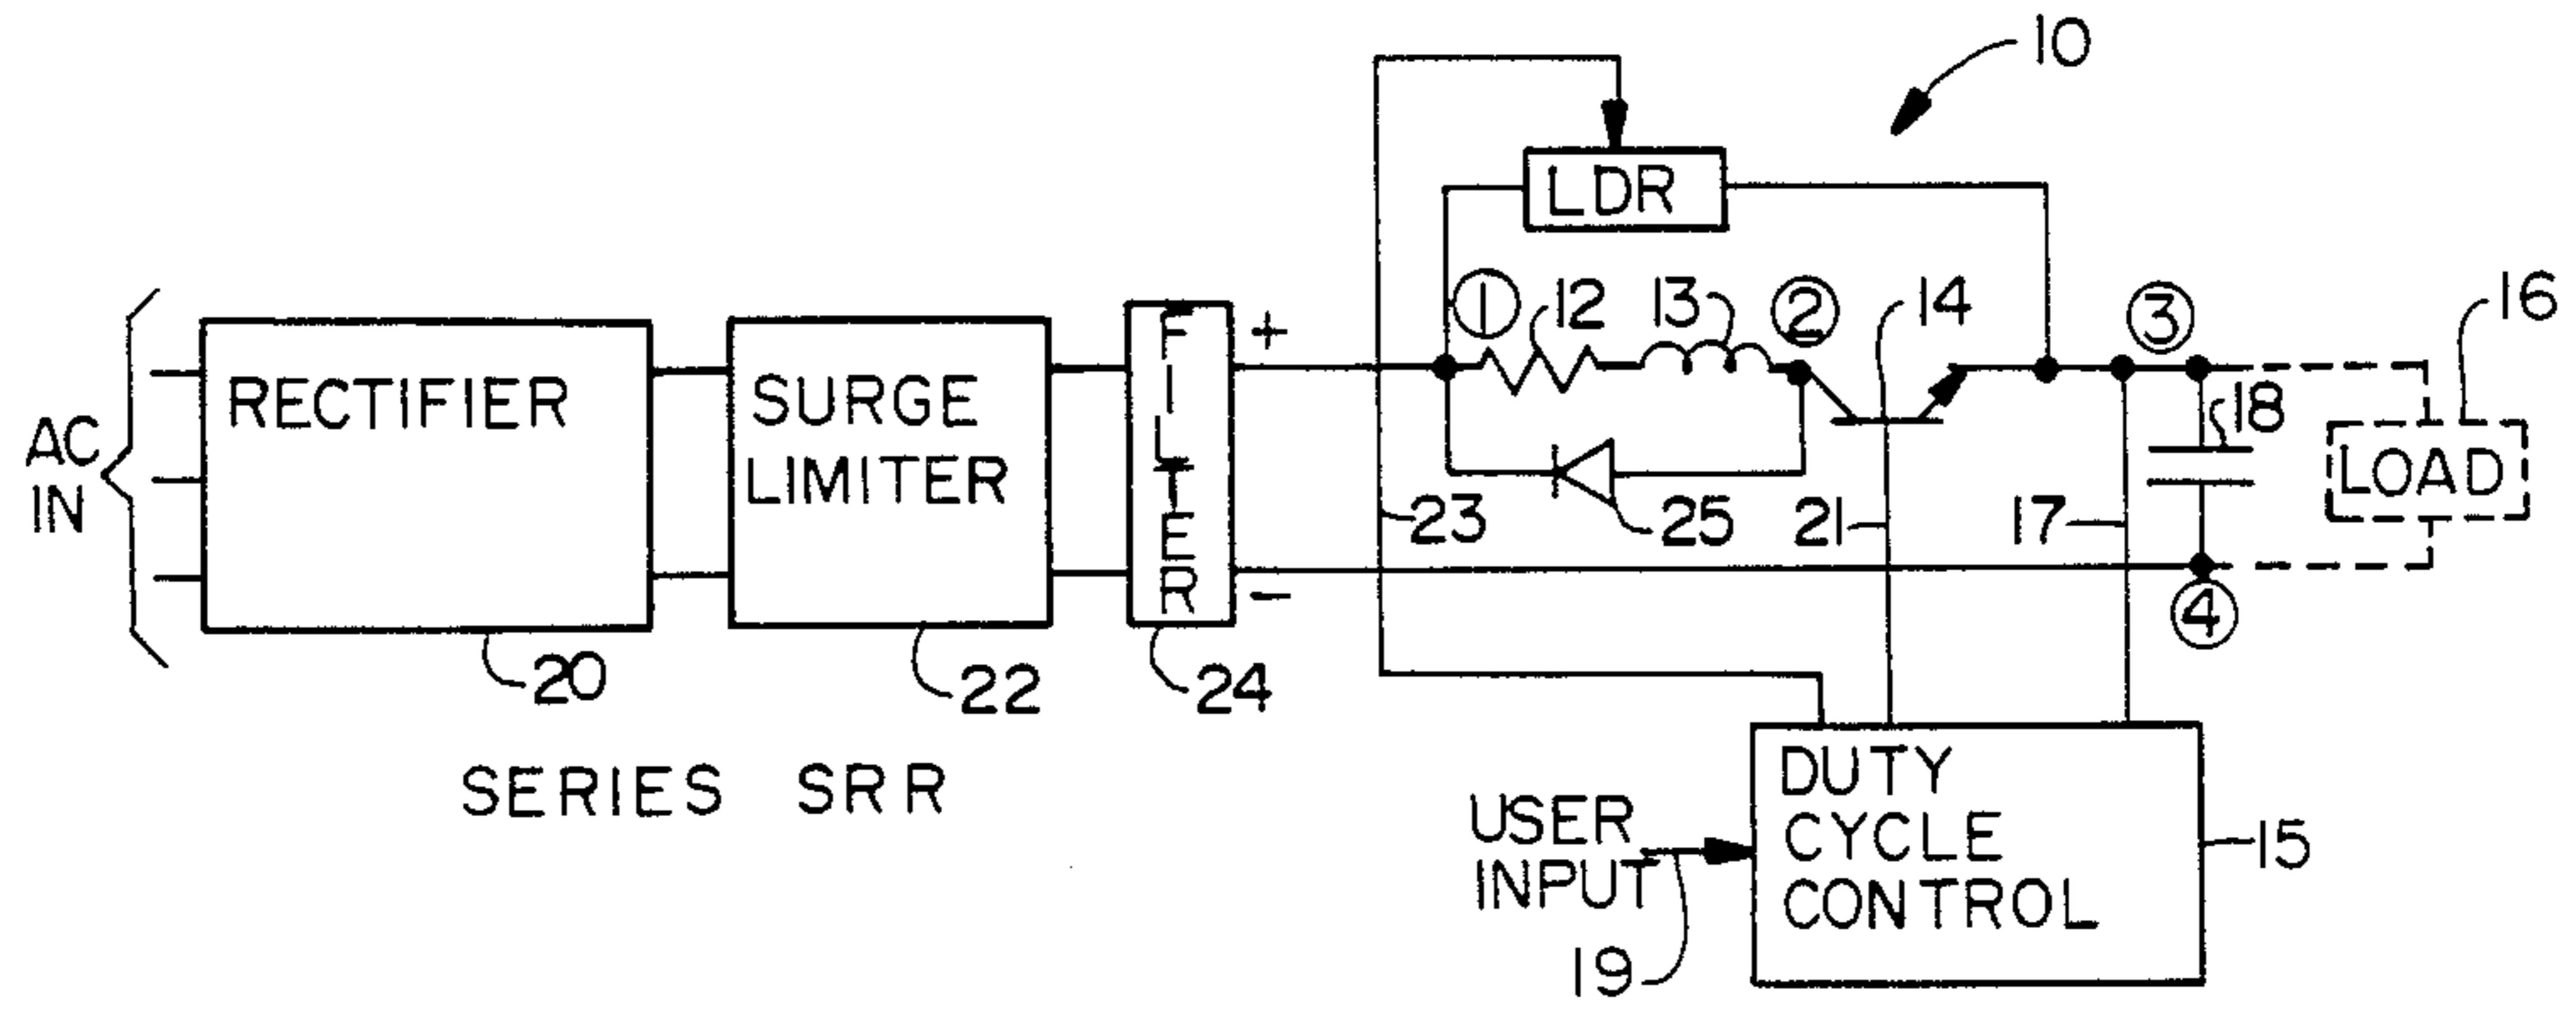 10
LDR
① 12 13 ② 14 ③ 16
+
AC
IN
RECTIFIER
SURGE
LIMITER
FILTER
18
LOAD
23 25 21 17
−
④
20 22 24
SERIES SRR
USER
INPUT
19
DUTY
CYCLE
CONTROL
15